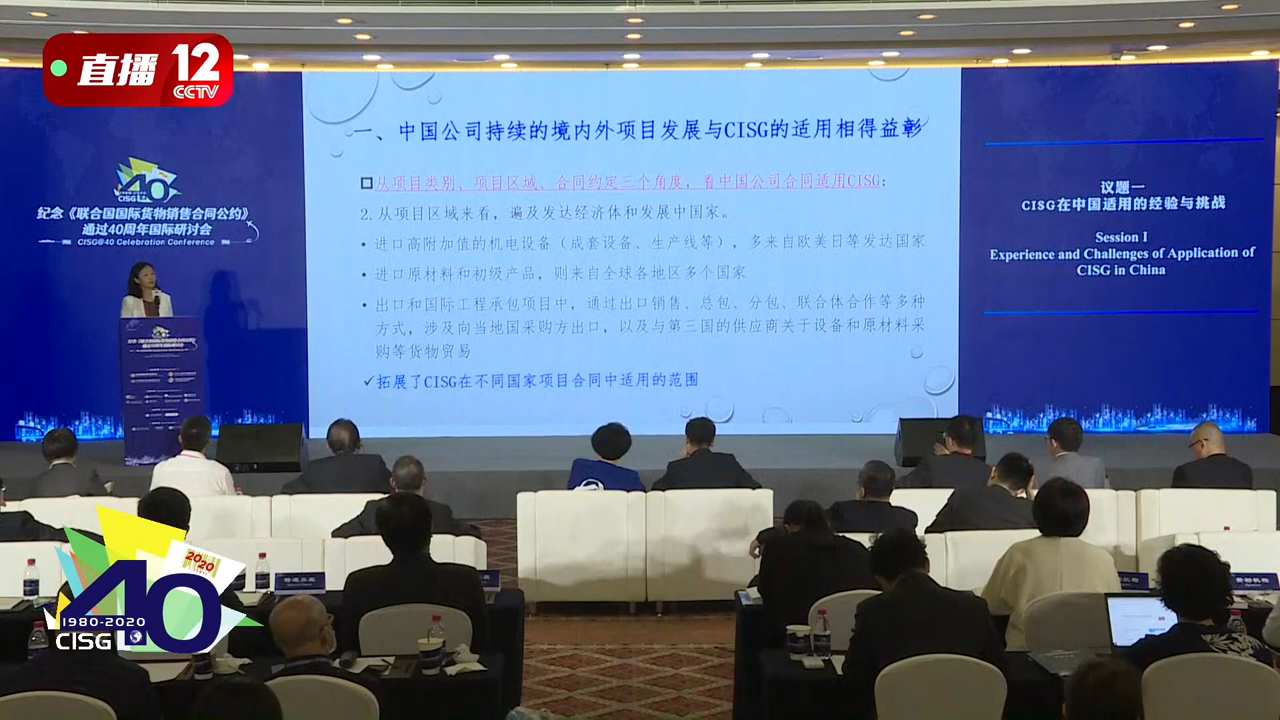 直播 12
CCTV
一、中国公司持续的境内外项目发展与CISG的适用相得益彰
从项目类别、项目区域、合同约定三个角度，看中国公司合同适用CISG：
2. 从项目区域来看，遍及发达经济体和发展中国家。
• 进口高附加值的机电设备（成套设备、生产线等），多来自欧美日等发达国家
• 进口原材料和初级产品，则来自全球各地区多个国家
• 出口和国际工程承包项目中，通过出口销售、总包、分包、联合体合作等多种
方式，涉及向当地国采购方出口，以及与第三国的供应商关于设备和原材料采
购等货物贸易
✓拓展了CISG在不同国家项目合同中适用的范围
1980-2020
CISG 40
纪念《联合国国际货物销售合同公约》
通过40周年国际研讨会
CISG@40 Celebration Conference
议题一
CISG在中国适用的经验与挑战
Session I
Experience and Challenges of Application of
CISG in China
特邀嘉宾
2020
40
1980-2020
CISG